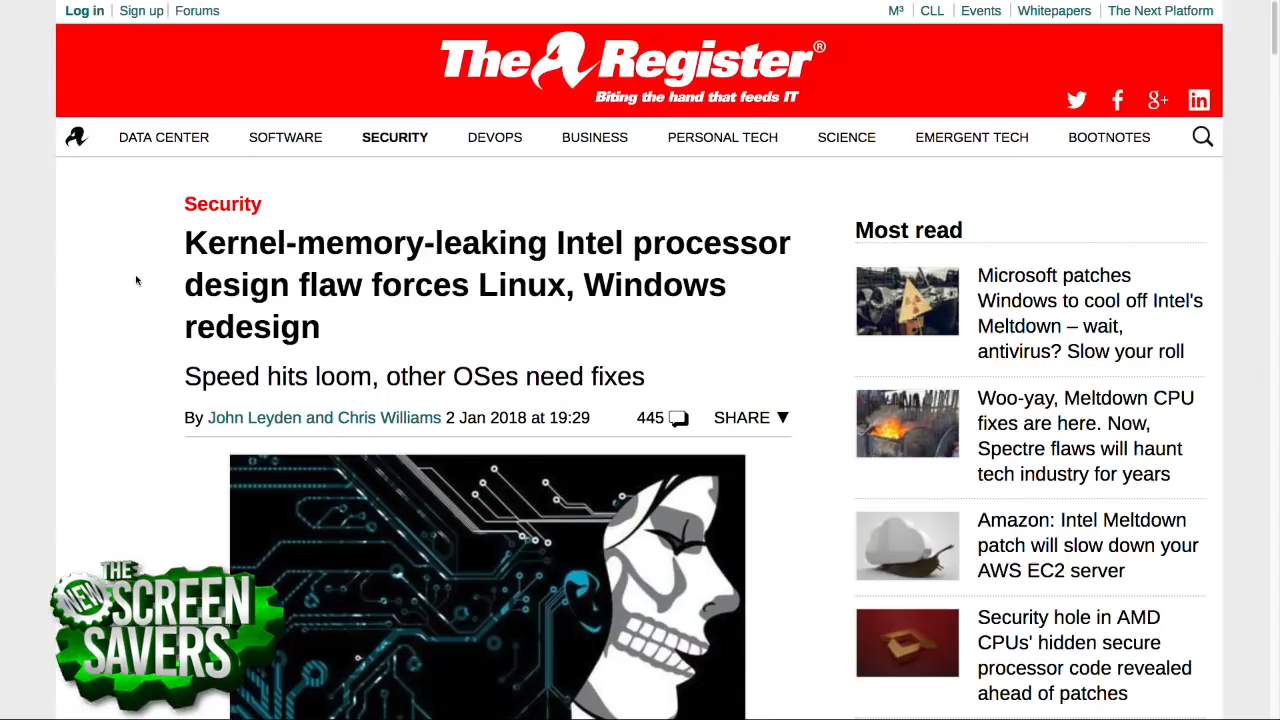 Log in Sign up Forums M³ CLL Events Whitepapers The Next Platform
The Register®
Biting the hand that feeds IT
DATA CENTER SOFTWARE SECURITY DEVOPS BUSINESS PERSONAL TECH SCIENCE EMERGENT TECH BOOTNOTES
Security
Kernel-memory-leaking Intel processor
design flaw forces Linux, Windows
redesign
Speed hits loom, other OSes need fixes
By John Leyden and Chris Williams 2 Jan 2018 at 19:29 445 SHARE ▼
Most read
Microsoft patches
Windows to cool off Intel's
Meltdown – wait,
antivirus? Slow your roll
Woo-yay, Meltdown CPU
fixes are here. Now,
Spectre flaws will haunt
tech industry for years
Amazon: Intel Meltdown
patch will slow down your
AWS EC2 server
Security hole in AMD
CPUs' hidden secure
processor code revealed
ahead of patches
THE
NEW SCREEN
SAVERS